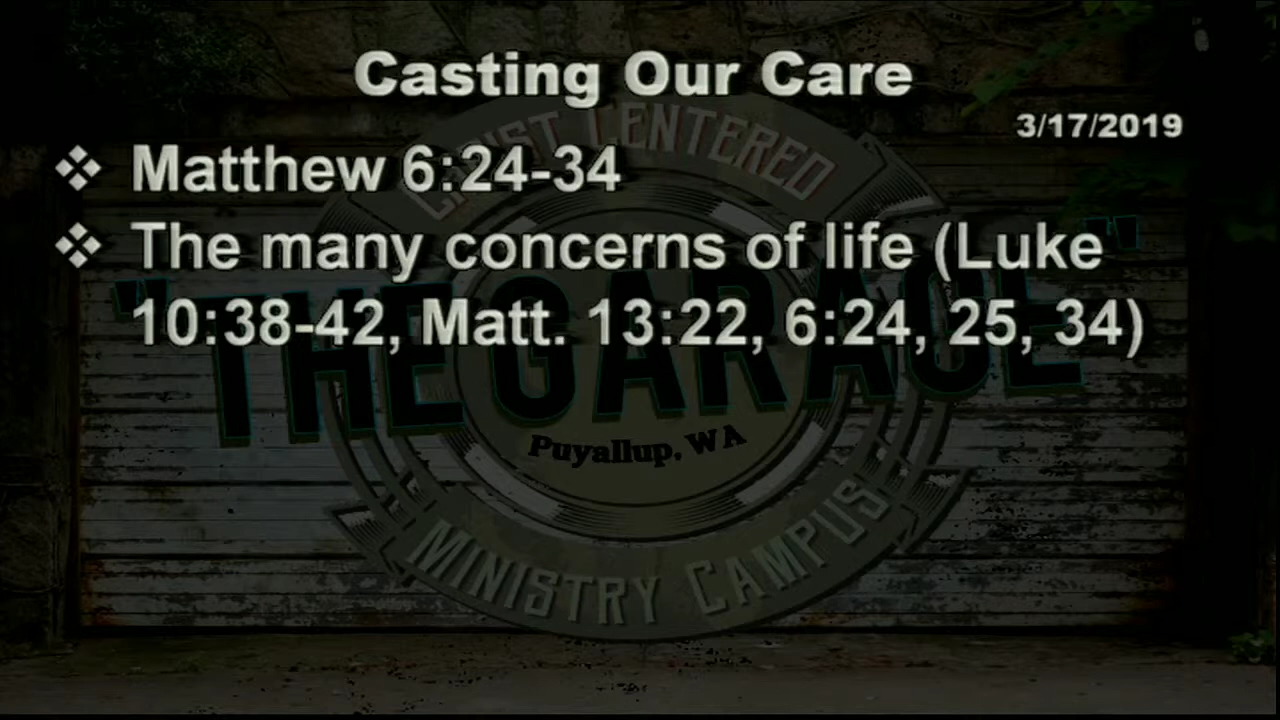 Casting Our Care
3/17/2019
❖ Matthew 6:24-34
❖ The many concerns of life (Luke
10:38-42, Matt. 13:22, 6:24, 25, 34)
CENTERED
"THE GARAGE"
Puyallup, WA
MINISTRY CAMPUS